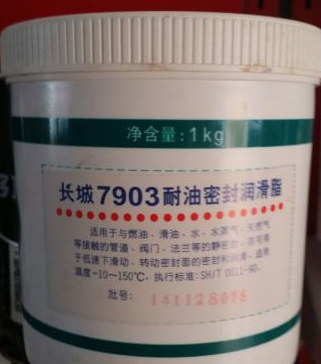 净含量:1kg
长城7903耐油密封润滑脂
适用于与燃油、滑油、水、水蒸气、天然气
等接触的管道、阀门、法兰等的静密封,亦可用
于低速下滑动、转动密封面的密封和润滑。适用
温度-10~150℃,执行标准:SH/T 0011-90。
批号: 141128